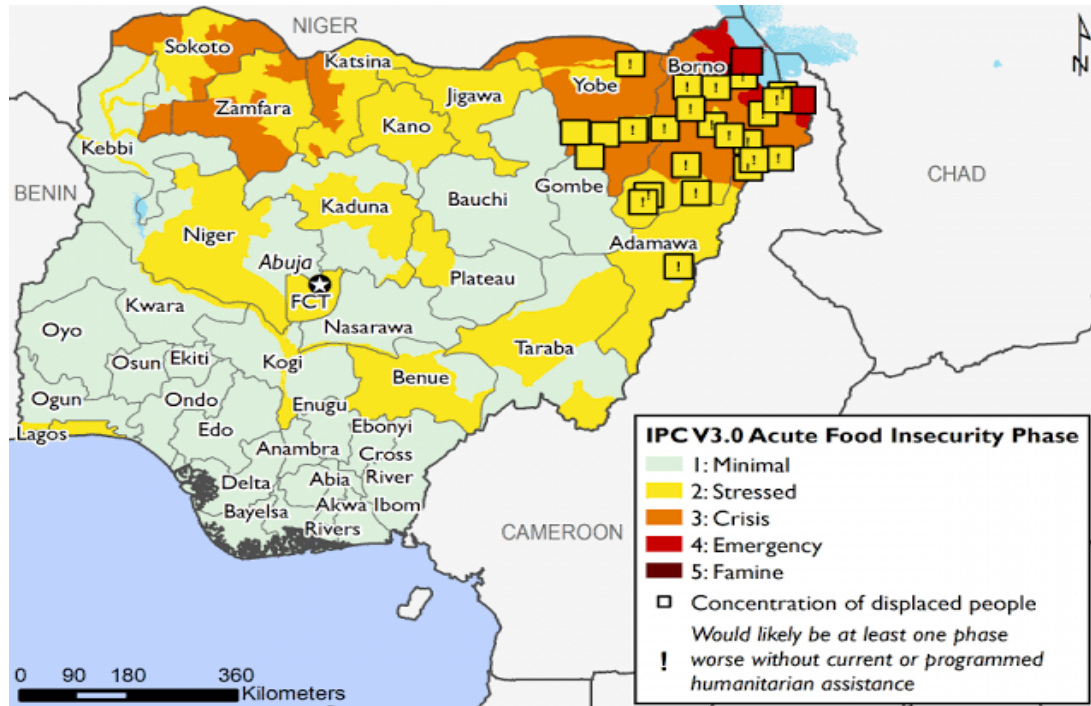 NIGER
Sokoto
Katsina
Borno
Yobe
Jigawa
Zamfara
Kano
Kebbi
N
BENIN
CHAD
Gombe
Bauchi
Kaduna
Niger
Adamawa
Abuja
Plateau
FCT
Kwara
Nasarawa
Oyo
Taraba
Osun
Ekiti
Kogi
Benue
Ogun
Ondo
Enugu
Lagos
Edo
Ebonyi
Anambra
Cross
River
Delta
Abia
Bayelsa
Akwa Ibom
Rivers
CAMEROON
IPC V3.0 Acute Food Insecurity Phase
1: Minimal
2: Stressed
3: Crisis
4: Emergency
5: Famine
Concentration of displaced people
Would likely be at least one phase
! worse without current or programmed
humanitarian assistance
0 90 180 360
Kilometers